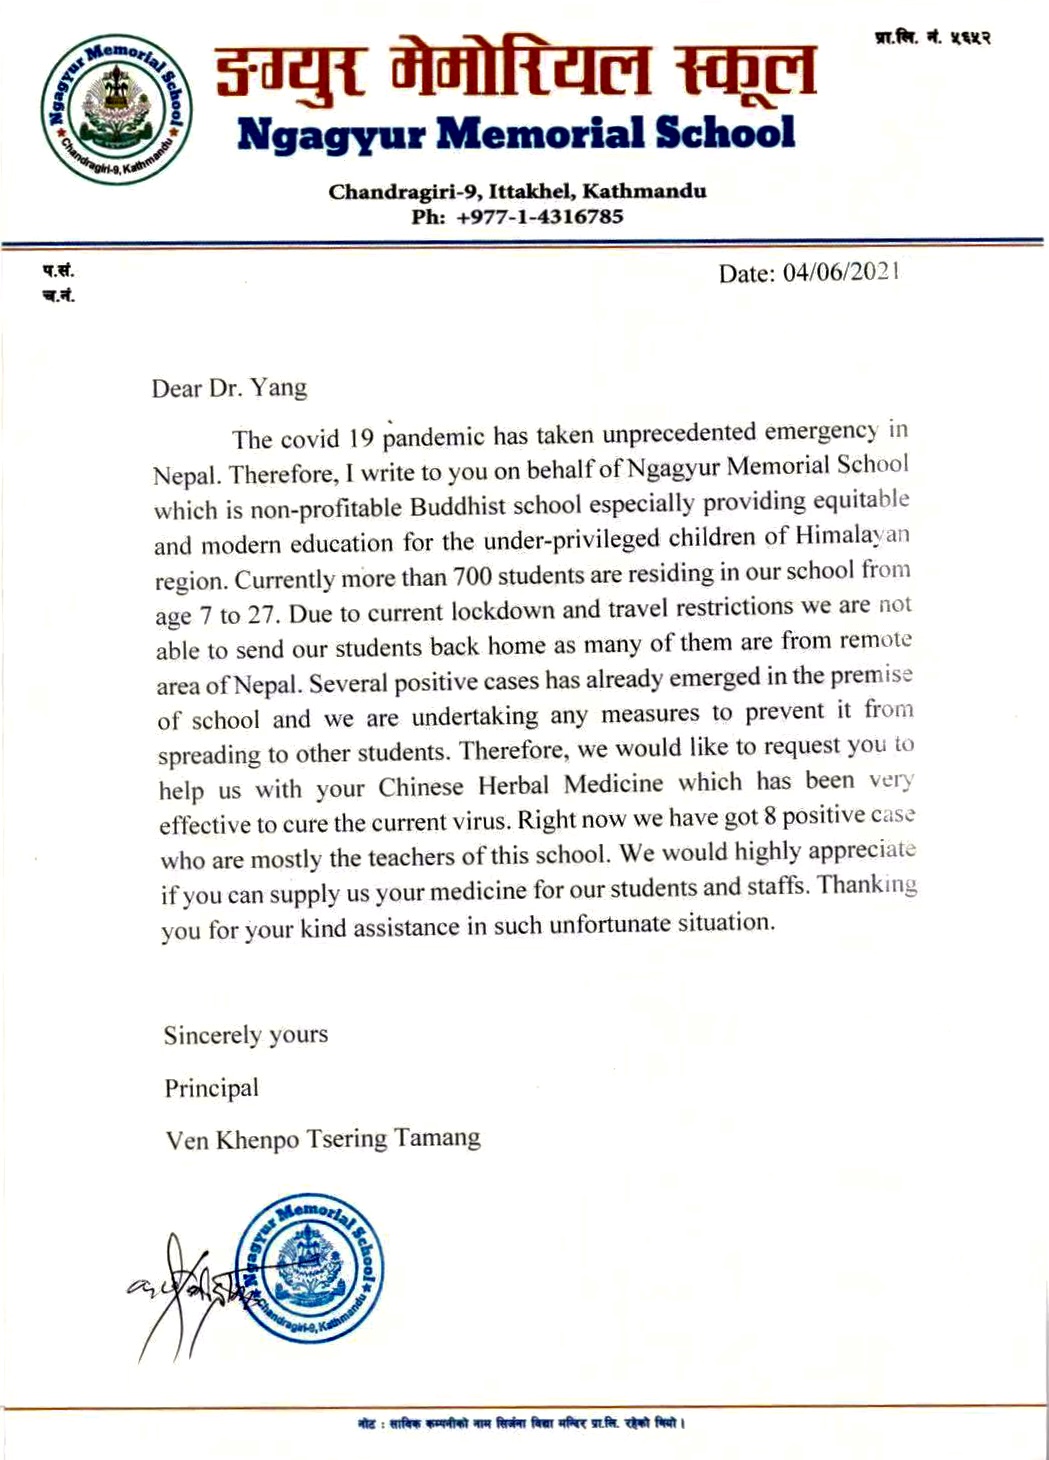 प्रा.लि. नं. ५६५२
Ngagyur Memorial School
Chandragiri-9, Kathmandu
ङग्युर मेमोरियल स्कूल
Ngagyur Memorial School
Chandragiri-9, Ittakhel, Kathmandu
Ph: +977-1-4316785
प.सं.
च.नं.
Date: 04/06/2021
Dear Dr. Yang
The covid 19 pandemic has taken unprecedented emergency in
Nepal. Therefore, I write to you on behalf of Ngagyur Memorial School
which is non-profitable Buddhist school especially providing equitable
and modern education for the under-privileged children of Himalayan
region. Currently more than 700 students are residing in our school from
age 7 to 27. Due to current lockdown and travel restrictions we are not
able to send our students back home as many of them are from remote
area of Nepal. Several positive cases has already emerged in the premise
of school and we are undertaking any measures to prevent it from
spreading to other students. Therefore, we would like to request you to
help us with your Chinese Herbal Medicine which has been very
effective to cure the current virus. Right now we have got 8 positive case
who are mostly the teachers of this school. We would highly appreciate
if you can supply us your medicine for our students and staffs. Thanking
you for your kind assistance in such unfortunate situation.
Sincerely yours
Principal
Ven Khenpo Tsering Tamang
Ngagyur Memorial School
Chandragiri-9, Kathmandu
नोट : साविक कम्पनीको नाम सिर्जना विद्या मन्दिर प्रा.लि. रहेको थियो ।